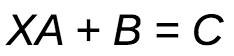 XA + B = C